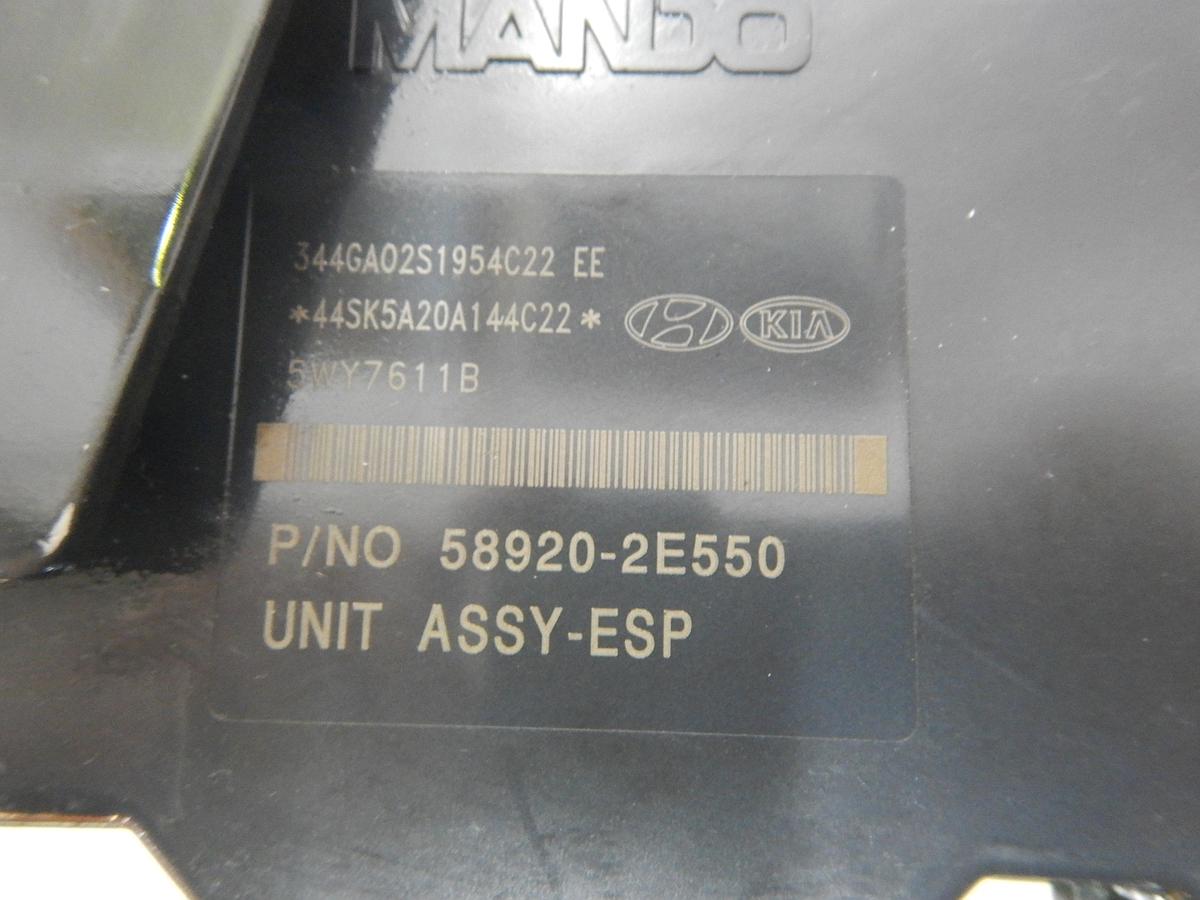 MANDO
344GA02S1954C22 EE
*44SK5A20A144C22* KIA
5WY7611B
P/NO 58920-2E550
UNIT ASSY-ESP